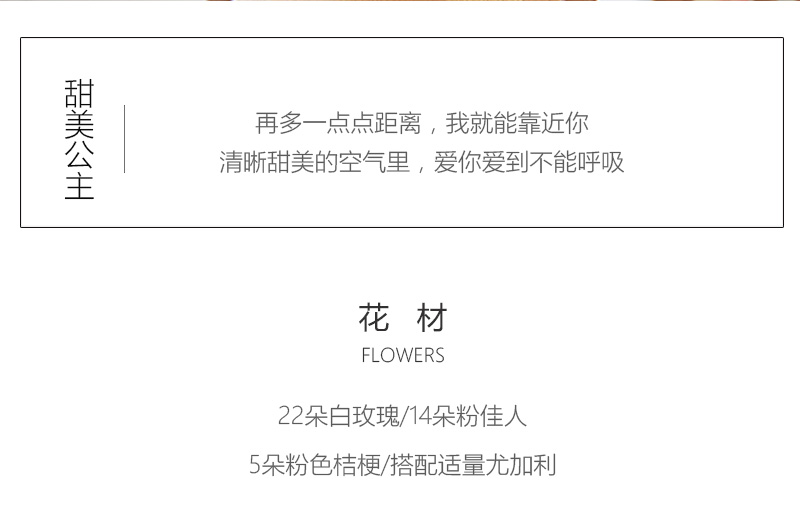 甜美公主
再多一点点距离，我就能靠近你
清晰甜美的空气里，爱你爱到不能呼吸
花 材
FLOWERS
22朵白玫瑰/14朵粉佳人
5朵粉色桔梗/搭配适量尤加利